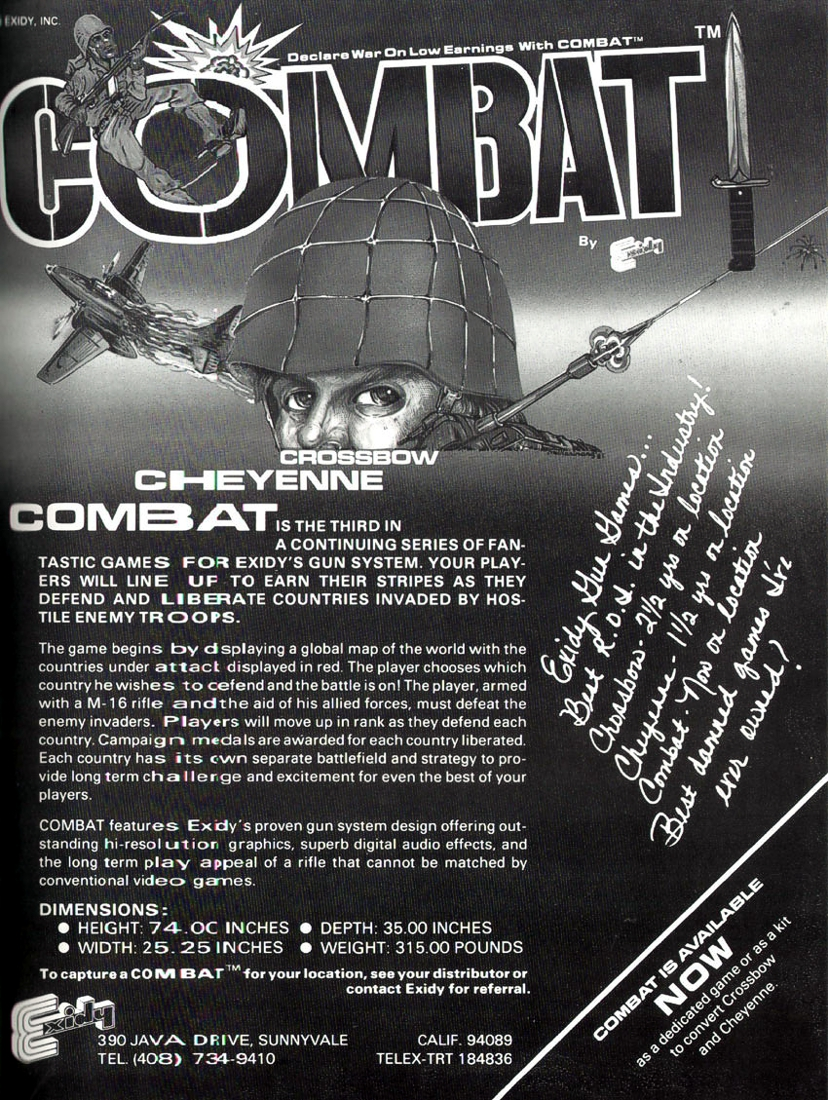 EXIDY, INC.
Declare War On Low Earnings With COMBAT™
COMBAT
TM
By Exidy
CROSSBOW
CHEYENNE
COMBAT IS THE THIRD IN
A CONTINUING SERIES OF FAN-
TASTIC GAMES FOR EXIDY'S GUN SYSTEM. YOUR PLAY-
ERS WILL LINE UP TO EARN THEIR STRIPES AS THEY
DEFEND AND LIBERATE COUNTRIES INVADED BY HOS-
TILE ENEMY TROOPS.
The game begins by displaying a global map of the world with the
countries under attact displayed in red. The player chooses which
country he wishes to cefend and the battle is on! The player, armed
with a M-16 rifle and the aid of his allied forces, must defeat the
enemy invaders. Players will move up in rank as they defend each
country. Campaign medals are awarded for each country liberated.
Each country has its own separate battlefield and strategy to pro-
vide long term challenge and excitement for even the best of your
players.
COMBAT features Exidy's proven gun system design offering out-
standing hi-resolution graphics, superb digital audio effects, and
the long term play appeal of a rifle that cannot be matched by
conventional video games.
DIMENSIONS:
● HEIGHT: 74.00 INCHES ● DEPTH: 35.00 INCHES
● WIDTH: 25.25 INCHES ● WEIGHT: 315.00 POUNDS
To capture a COMBAT™ for your location, see your distributor or
contact Exidy for referral.
Exidy
390 JAVA DRIVE, SUNNYVALE CALIF. 94089
TEL. (408) 734-9410 TELEX-TRT 184836
Exidy Gun Games...
Best R.O.I. in the Industry!
Crossbow - 2½ yrs on location
Cheyenne - 1½ yrs on location
Combat - Now on location
Best damned games I've
ever owned!
COMBAT IS AVAILABLE
NOW
as a dedicated game or as a kit
to convert Crossbow
and Cheyenne.